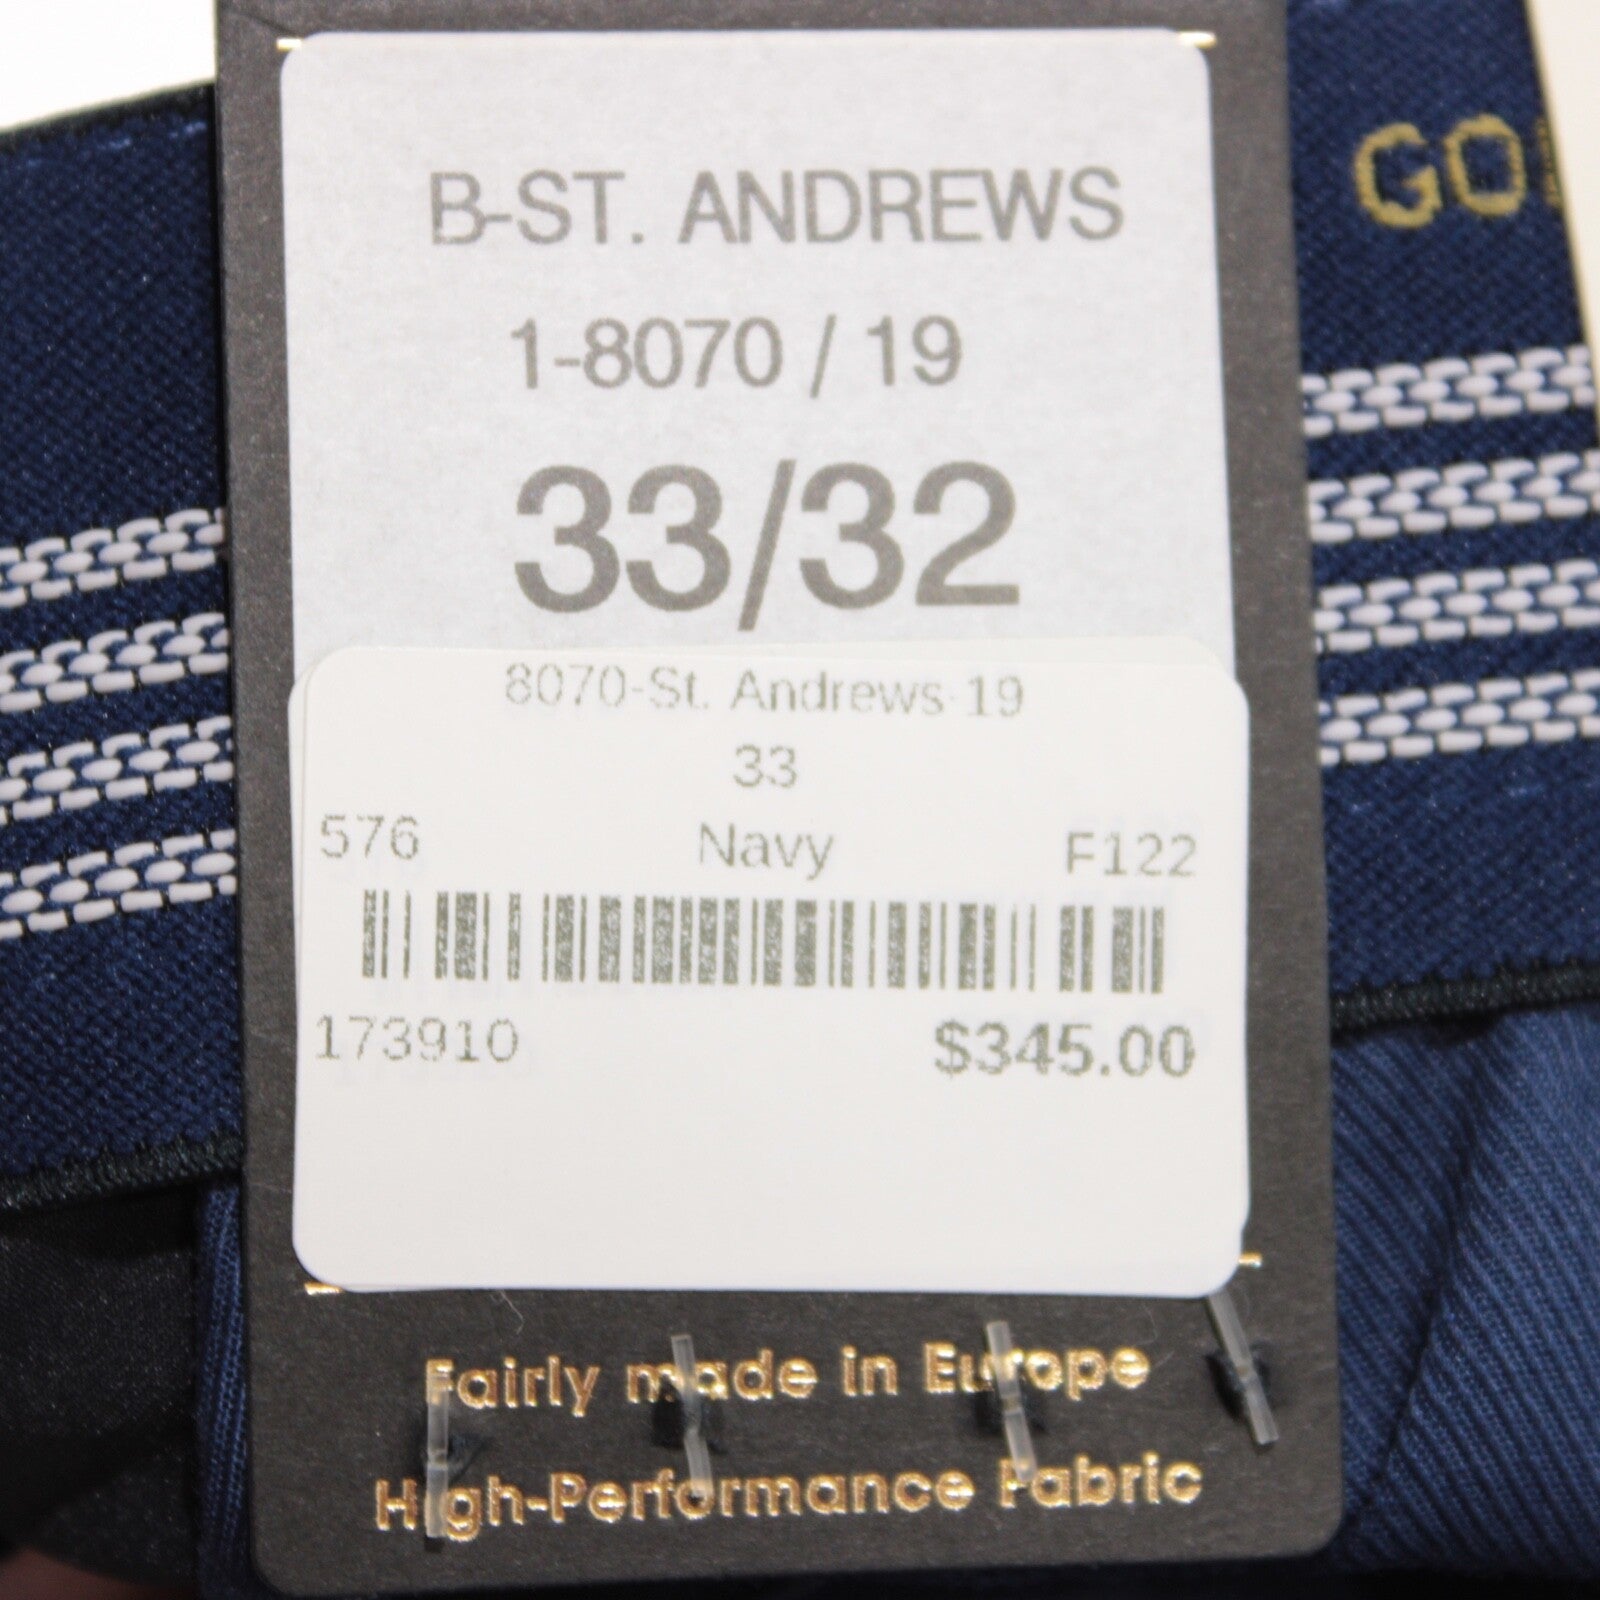 B-ST. ANDREWS
GO
1-8070 / 19
33/32
8070-St. Andrews-19
33
576 Navy F122
173910 $345.00
Fairly made in Europe
High-Performance Fabric